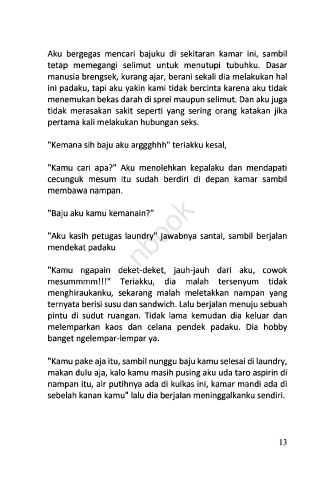 Aku bergegas mencari bajuku di sekitaran kamar ini, sambil
tetap memegangi selimut untuk menutupi tubuhku. Dasar
manusia brengsek, kurang ajar, berani sekali dia melakukan hal
ini padaku, tapi aku yakin kami tidak bercinta karena aku tidak
menemukan bekas darah di sprei maupun selimut. Dan aku juga
tidak merasakan sakit seperti yang sering orang katakan jika
pertama kali melakukan hubungan seks.
"Kemana sih baju aku arggghhh" teriakku kesal,
"Kamu cari apa?" Aku menolehkan kepalaku dan mendapati
cecunguk mesum itu sudah berdiri di depan kamar sambil
membawa nampan.
"Baju aku kamu kemanain?"
"Aku kasih petugas laundry" jawabnya santai, sambil berjalan
mendekat padaku
"Kamu ngapain deket-deket, jauh-jauh dari aku, cowok
mesummmm!!!" Teriakku, dia malah tersenyum tidak
menghiraukanku, sekarang malah meletakkan nampan yang
ternyata berisi susu dan sandwich. Lalu berjalan menuju sebuah
pintu di sudut ruangan. Tidak lama kemudian dia keluar dan
melemparkan kaos dan celana pendek padaku. Dia hobby
banget ngelempar-lempar ya.
"Kamu pake aja itu, sambil nunggu baju kamu selesai di laundry,
makan dulu aja, kalo kamu masih pusing aku uda taro aspirin di
nampan itu, air putihnya ada di kulkas ini, kamar mandi ada di
sebelah kanan kamu" lalu dia berjalan meninggalkanku sendiri.
13